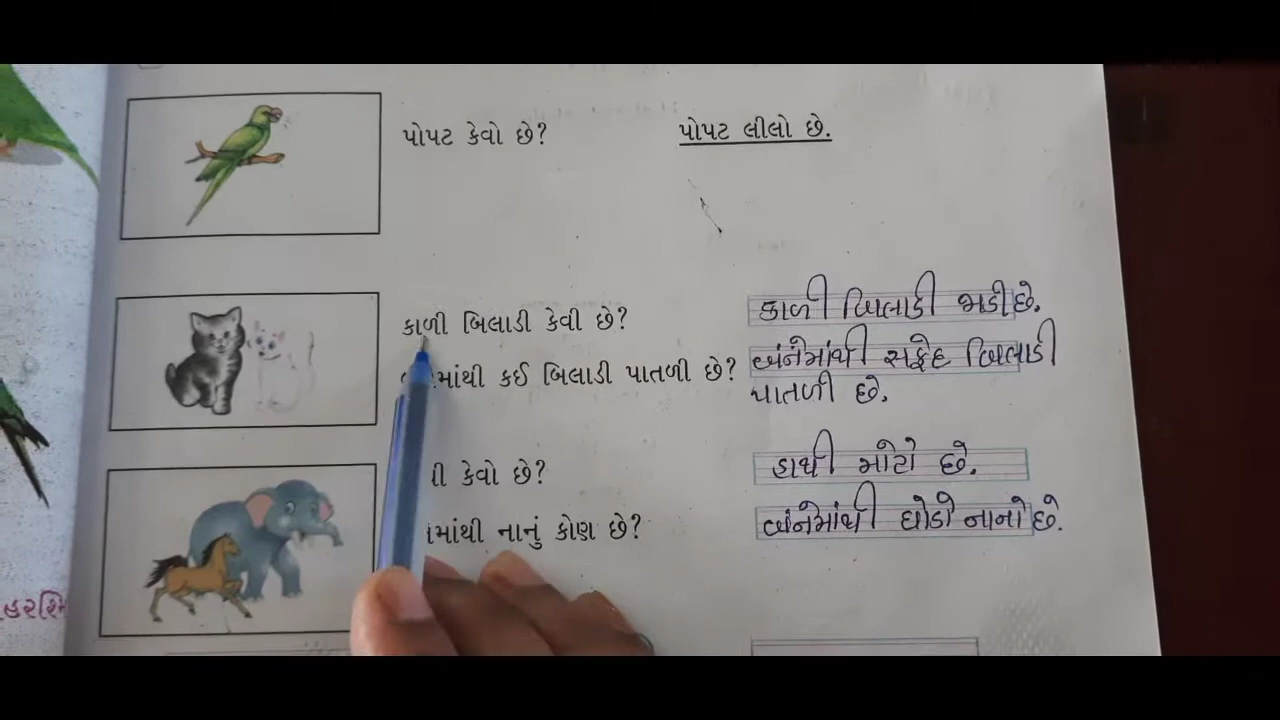 પોપટ કેવો છે? પોપટ લીલો છે.
કાળી બિલાડી કેવી છે? કાળી બિલાડી જાડી છે.
માંથી કઈ બિલાડી પાતળી છે? બંનેમાંથી સફેદ બિલાડી
પાતળી છે.
કેવો છે? હાથી મોટો છે.
નાનું કોણ છે? બંનેમાંથી ઘોડો નાનો છે.